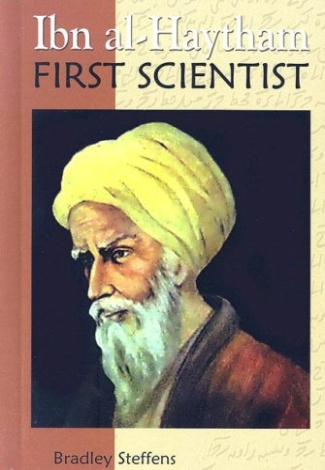 Ibn al-Haytham
FIRST SCIENTIST
Bradley Steffens